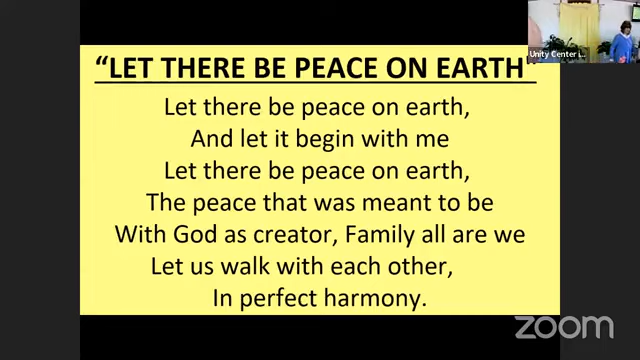 Unity Center i...
“LET THERE BE PEACE ON EARTH”
Let there be peace on earth,
And let it begin with me
Let there be peace on earth,
The peace that was meant to be
With God as creator, Family all are we
Let us walk with each other,
In perfect harmony.
zoom